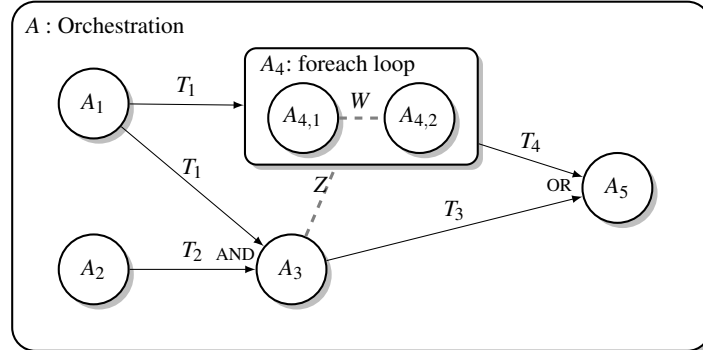 A : Orchestration
A₄: foreach loop
A₁
T₁
A₄,₁
W
A₄,₂
T₁
Z
T₄
OR
A₅
T₃
A₂
T₂
AND
A₃